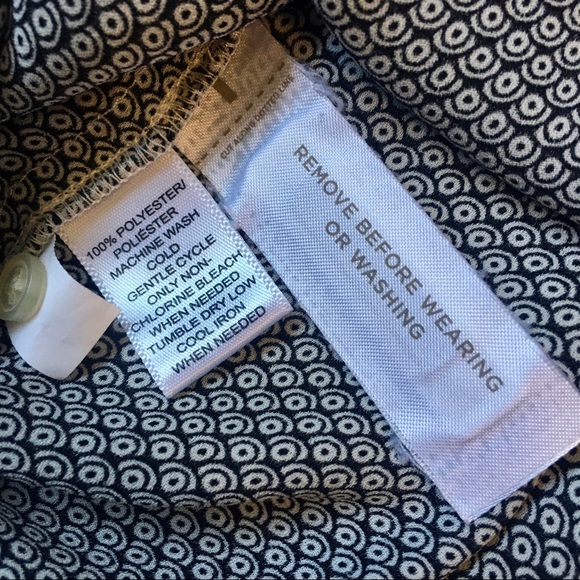 100% POLYESTER/
POLIÉSTER
MACHINE WASH
COLD
GENTLE CYCLE
ONLY NON-
CHLORINE BLEACH
WHEN NEEDED
TUMBLE DRY LOW
COOL IRON
WHEN NEEDED
REMOVE BEFORE WEARING
OR WASHING